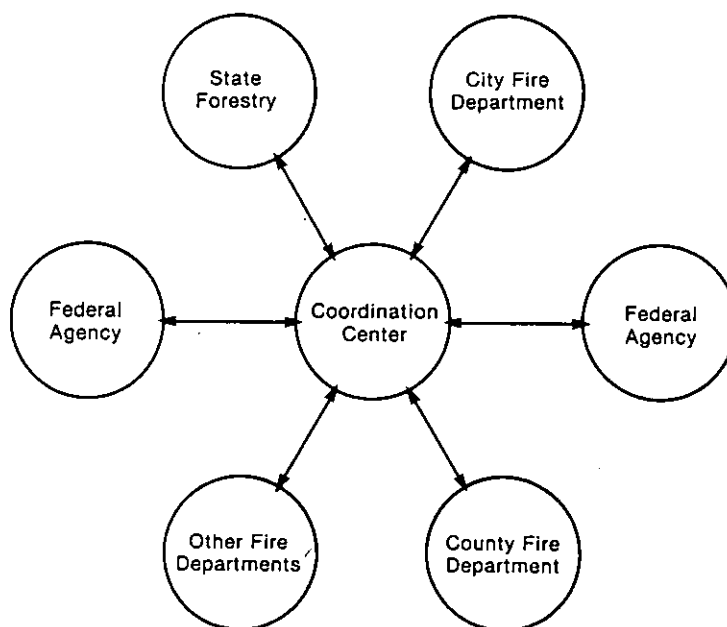 State
Forestry
City Fire
Department
Federal
Agency
Coordination
Center
Federal
Agency
Other Fire
Departments
County Fire
Department